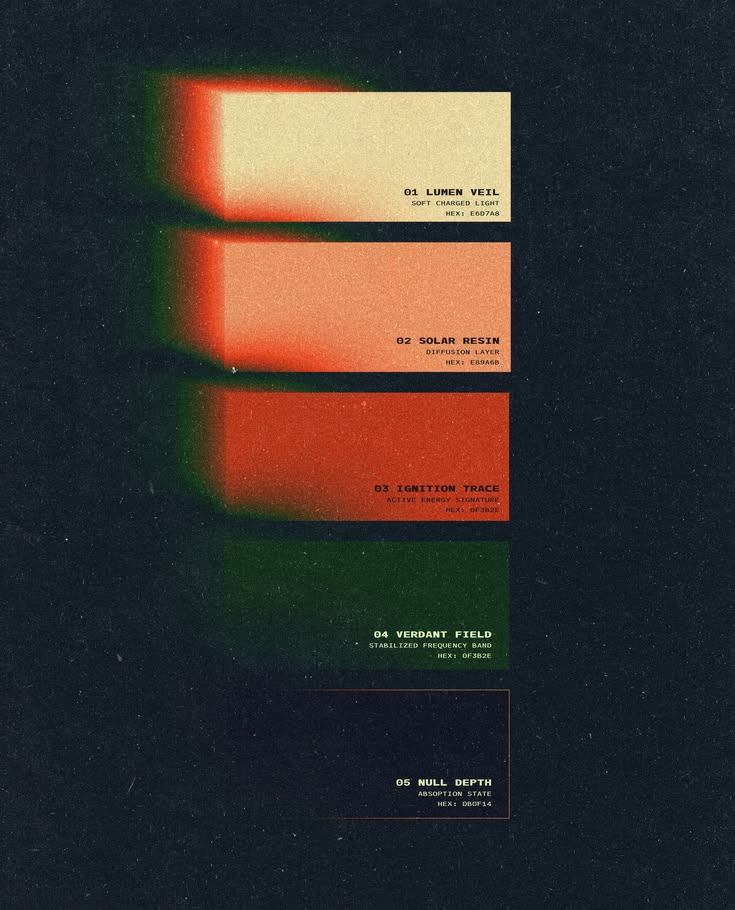 01 LUMEN VEIL
SOFT CHARGED LIGHT
HEX: E6D7A8
02 SOLAR RESIN
DIFFUSION LAYER
HEX: E89A6B
03 IGNITION TRACE
ACTIVE ENERGY SIGNATURE
HEX: 0F3B2E
04 VERDANT FIELD
STABILIZED FREQUENCY BAND
HEX: 0F3B2E
05 NULL DEPTH
ABSOPTION STATE
HEX: 0B0F14